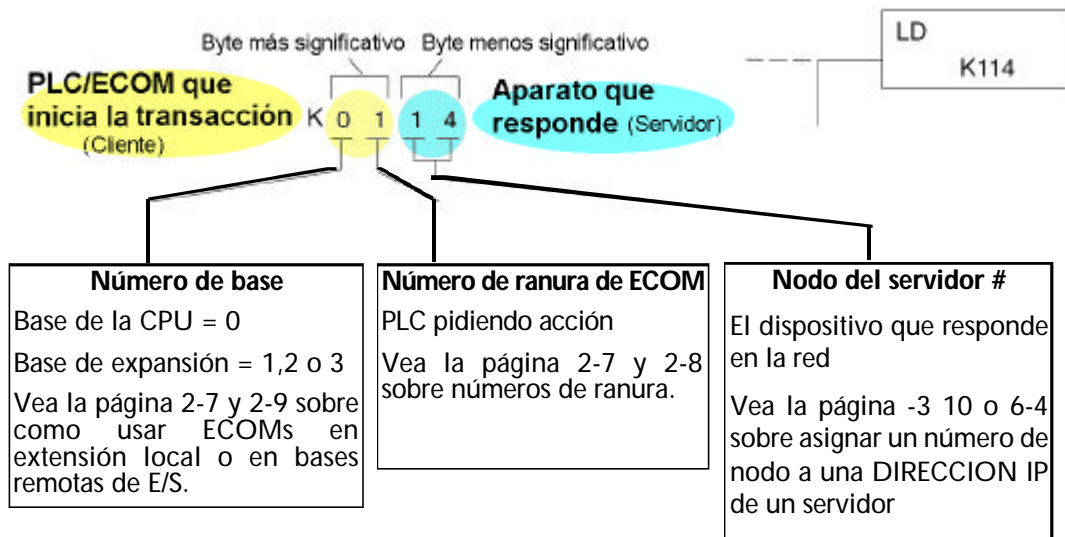 Byte más significativo Byte menos significativo
LD
K114
PLC/ECOM que
inicia la transacción
(Cliente)
K 0 1 1 4
Aparato que
responde (Servidor)
Número de base
Base de la CPU = 0
Base de expansión = 1,2 o 3
Vea la página 2-7 y 2-9 sobre
como usar ECOMs en
extensión local o en bases
remotas de E/S.
Número de ranura de ECOM
PLC pidiendo acción
Vea la página 2-7 y 2-8
sobre números de ranura.
Nodo del servidor #
El dispositivo que responde
en la red
Vea la página -3 10 o 6-4
sobre asignar un número de
nodo a una DIRECCION IP
de un servidor